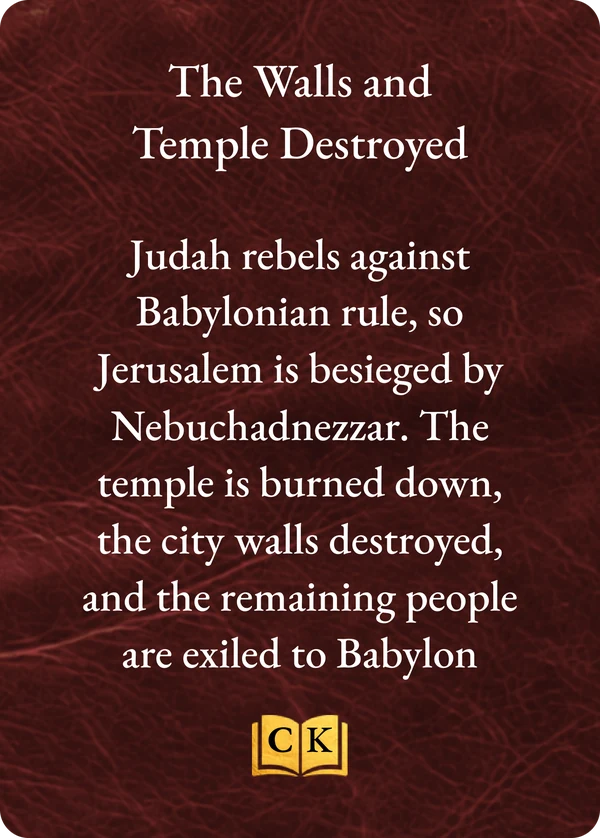 The Walls and
Temple Destroyed
Judah rebels against
Babylonian rule, so
Jerusalem is besieged by
Nebuchadnezzar. The
temple is burned down,
the city walls destroyed,
and the remaining people
are exiled to Babylon
C K